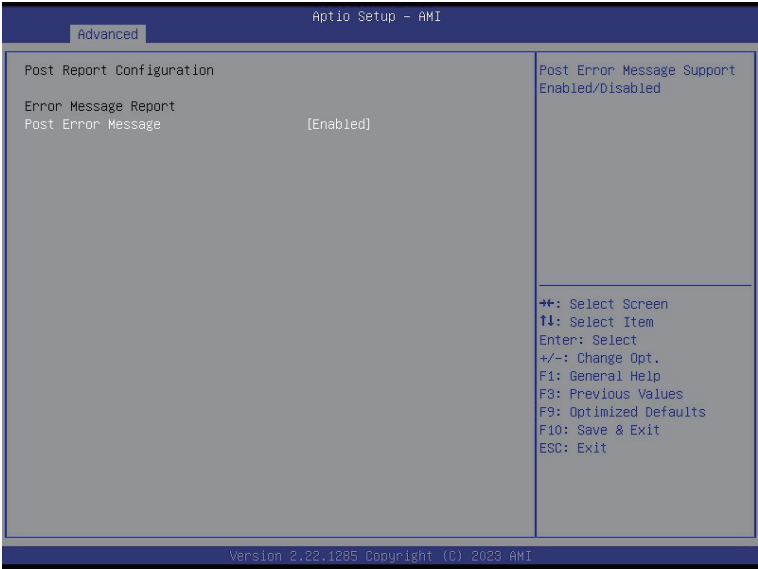 Aptio Setup – AMI
Advanced
Post Report Configuration
Error Message Report
Post Error Message [Enabled]
Post Error Message Support
Enabled/Disabled
→←: Select Screen
↑↓: Select Item
Enter: Select
+/-: Change Opt.
F1: General Help
F3: Previous Values
F9: Optimized Defaults
F10: Save & Exit
ESC: Exit
Version 2.22.1285 Copyright (C) 2023 AMI